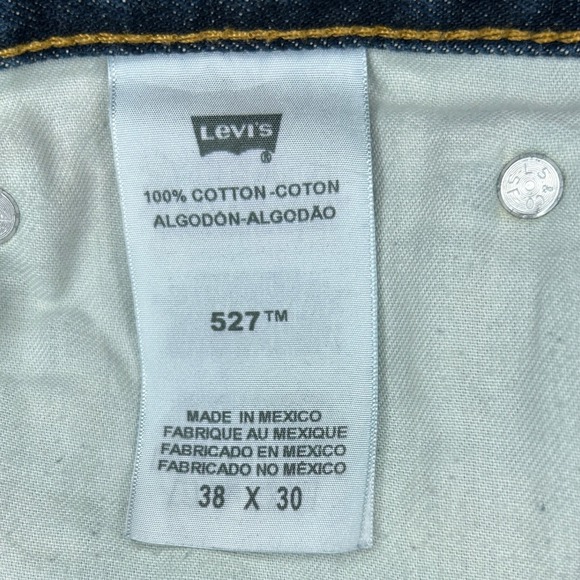 Levi's
®
100% COTTON-COTON
ALGODÓN-ALGODÃO
527™
MADE IN MEXICO
FABRIQUE AU MEXIQUE
FABRICADO EN MEXICO
FABRICADO NO MÉXICO
38 X 30